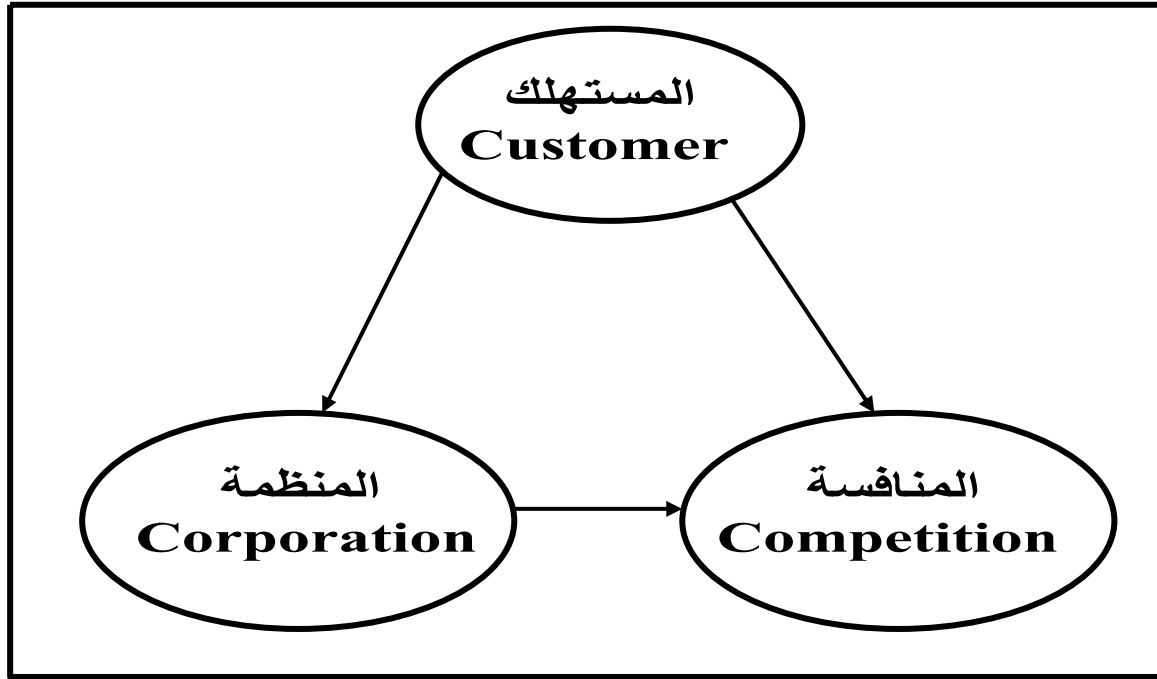 المستهلك
Customer
المنظمة
Corporation
المنافسة
Competition